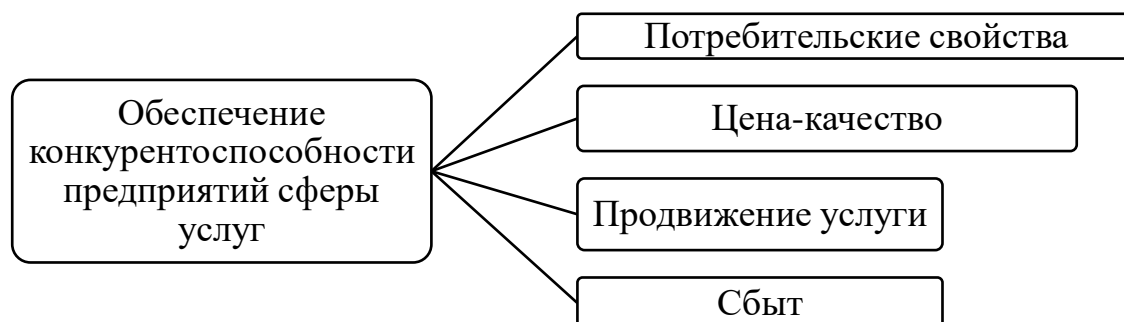 Обеспечение
конкурентоспособности
предприятий сферы
услуг
Потребительские свойства
Цена-качество
Продвижение услуги
Сбыт